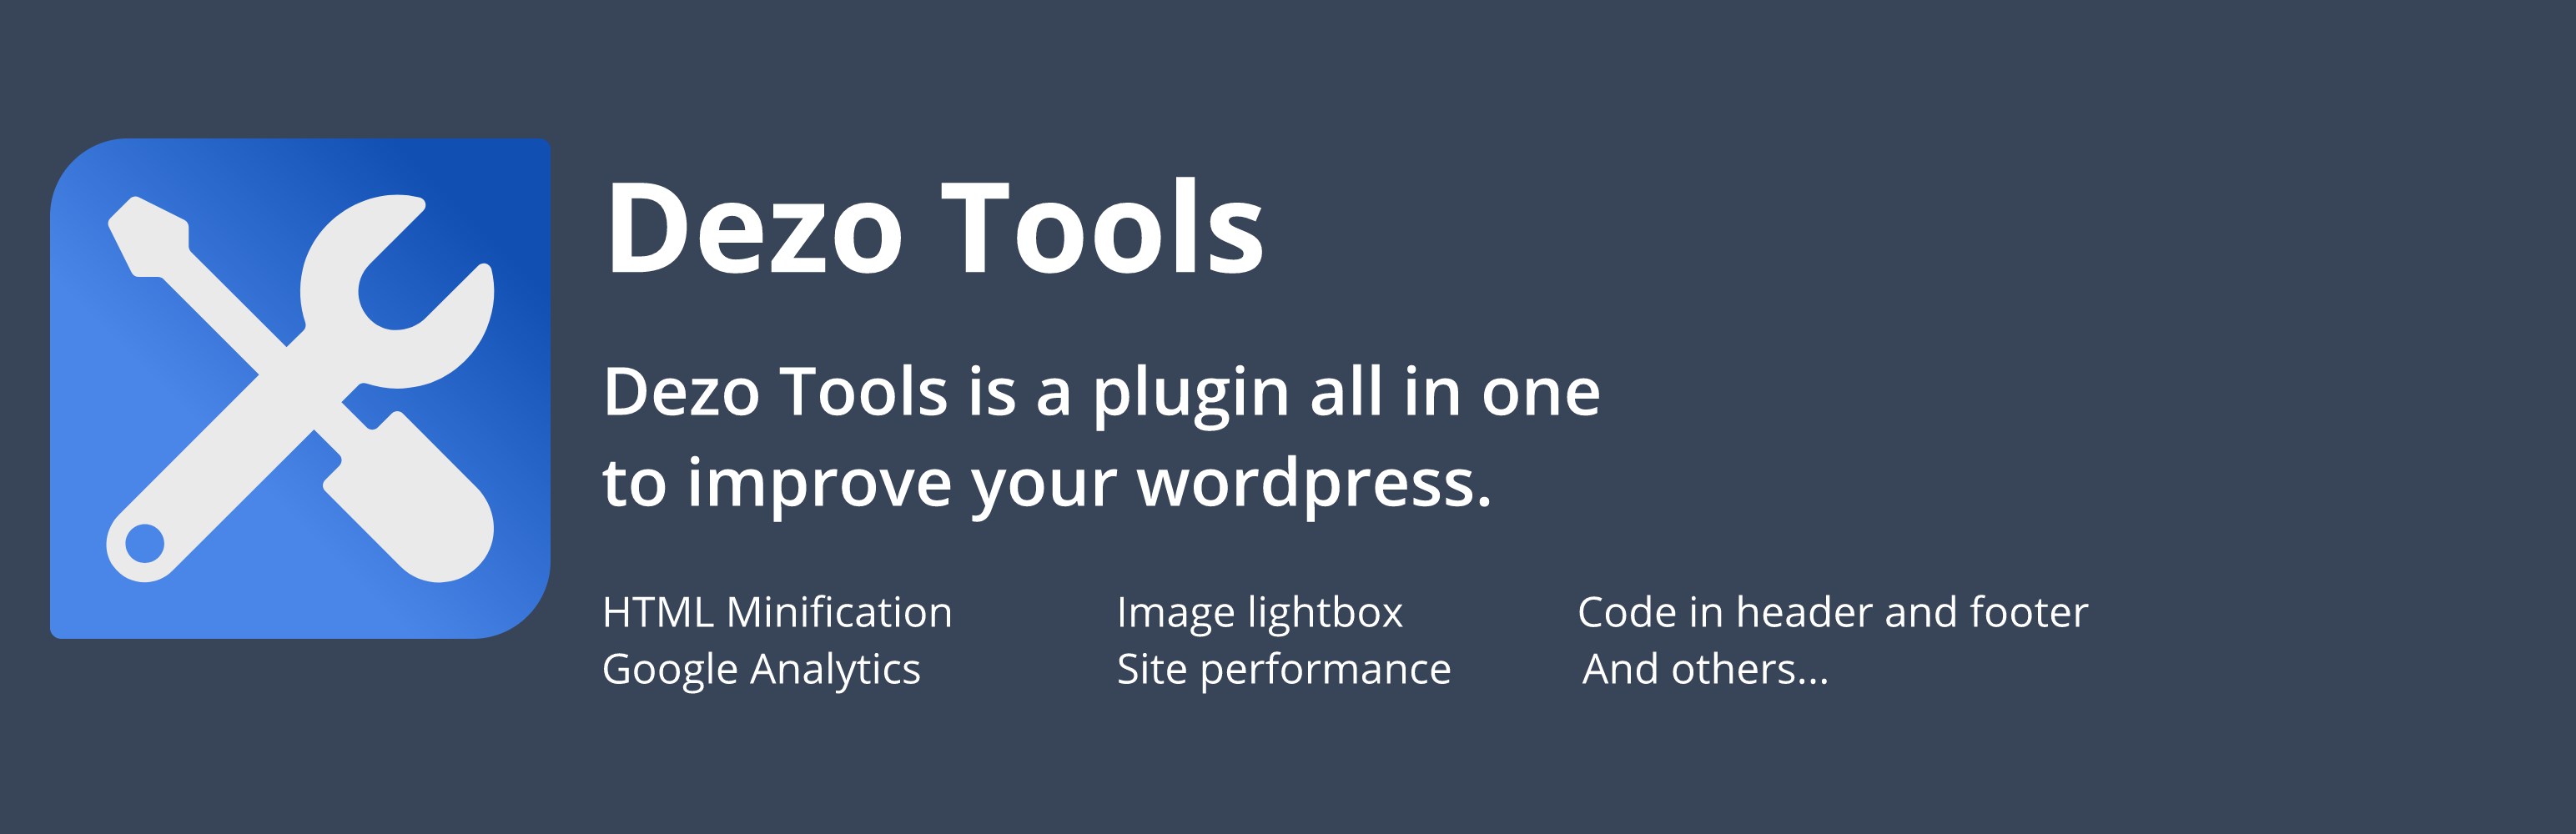 Dezo Tools
Dezo Tools is a plugin all in one
to improve your wordpress.
HTML Minification
Image lightbox
Code in header and footer
Google Analytics
Site performance
And others...